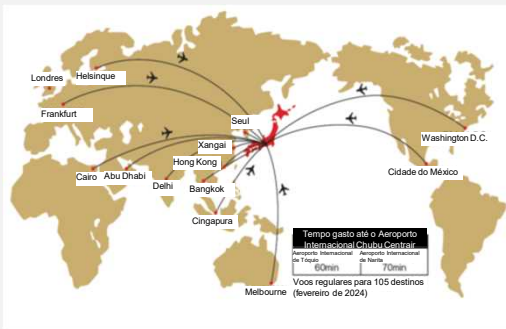 Helsinque
Londres
Frankfurt
Seul
Xangai
Washington D.C.
Hong Kong
Cidade do México
Cairo
Abu Dhabi
Delhi
Bangkok
Cingapura
Tempo gasto até o Aeroporto
Internacional Chubu Centrair
Aeroporto Internacional
de Tóquio
60min
Aeroporto Internacional
de Narita
70min
Voos regulares para 105 destinos
(fevereiro de 2024)
Melbourne